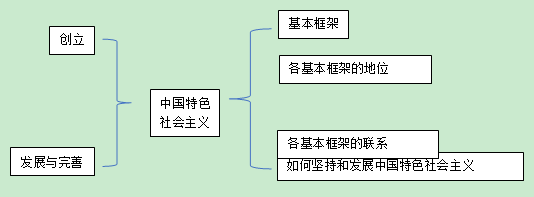 创立
发展与完善
中国特色
社会主义
基本框架
各基本框架的地位
各基本框架的联系
如何坚持和发展中国特色社会主义